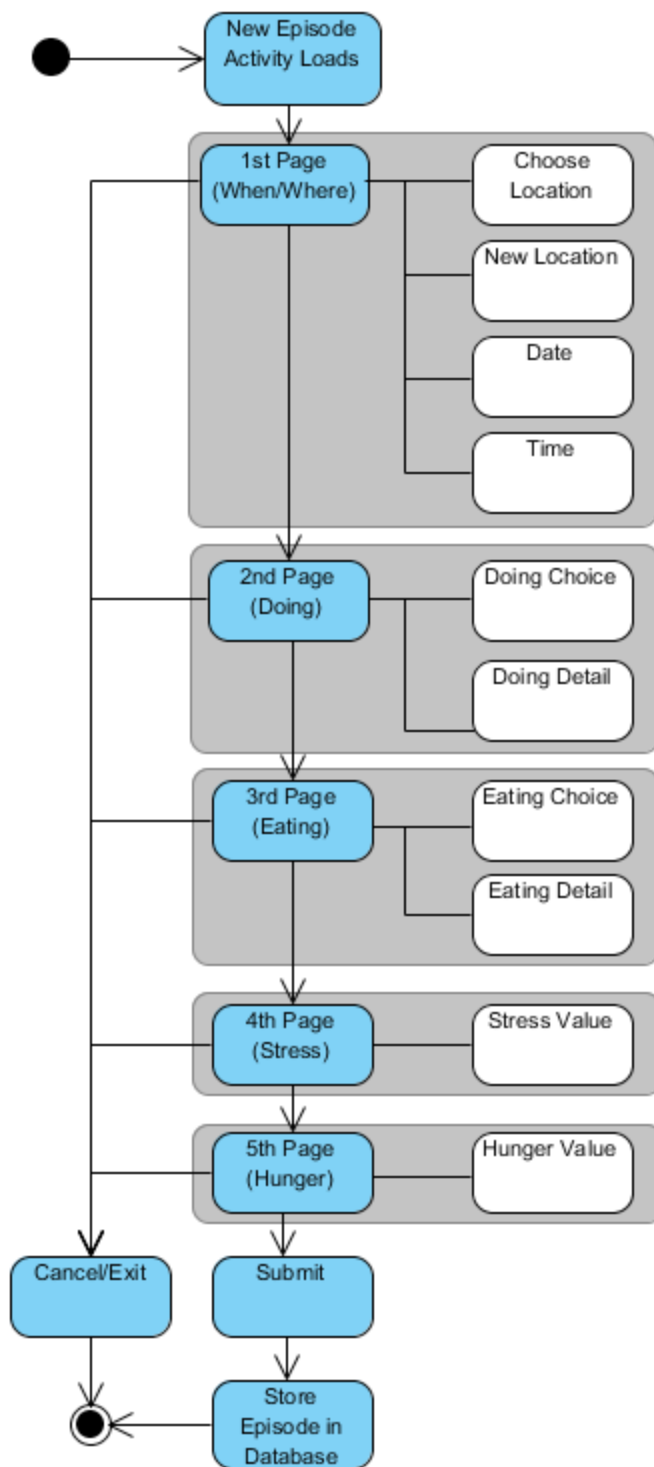 New Episode
Activity Loads
1st Page
(When/Where)
Choose
Location
New Location
Date
Time
2nd Page
(Doing)
Doing Choice
Doing Detail
3rd Page
(Eating)
Eating Choice
Eating Detail
4th Page
(Stress)
Stress Value
5th Page
(Hunger)
Hunger Value
Cancel/Exit
Submit
Store
Episode in
Database